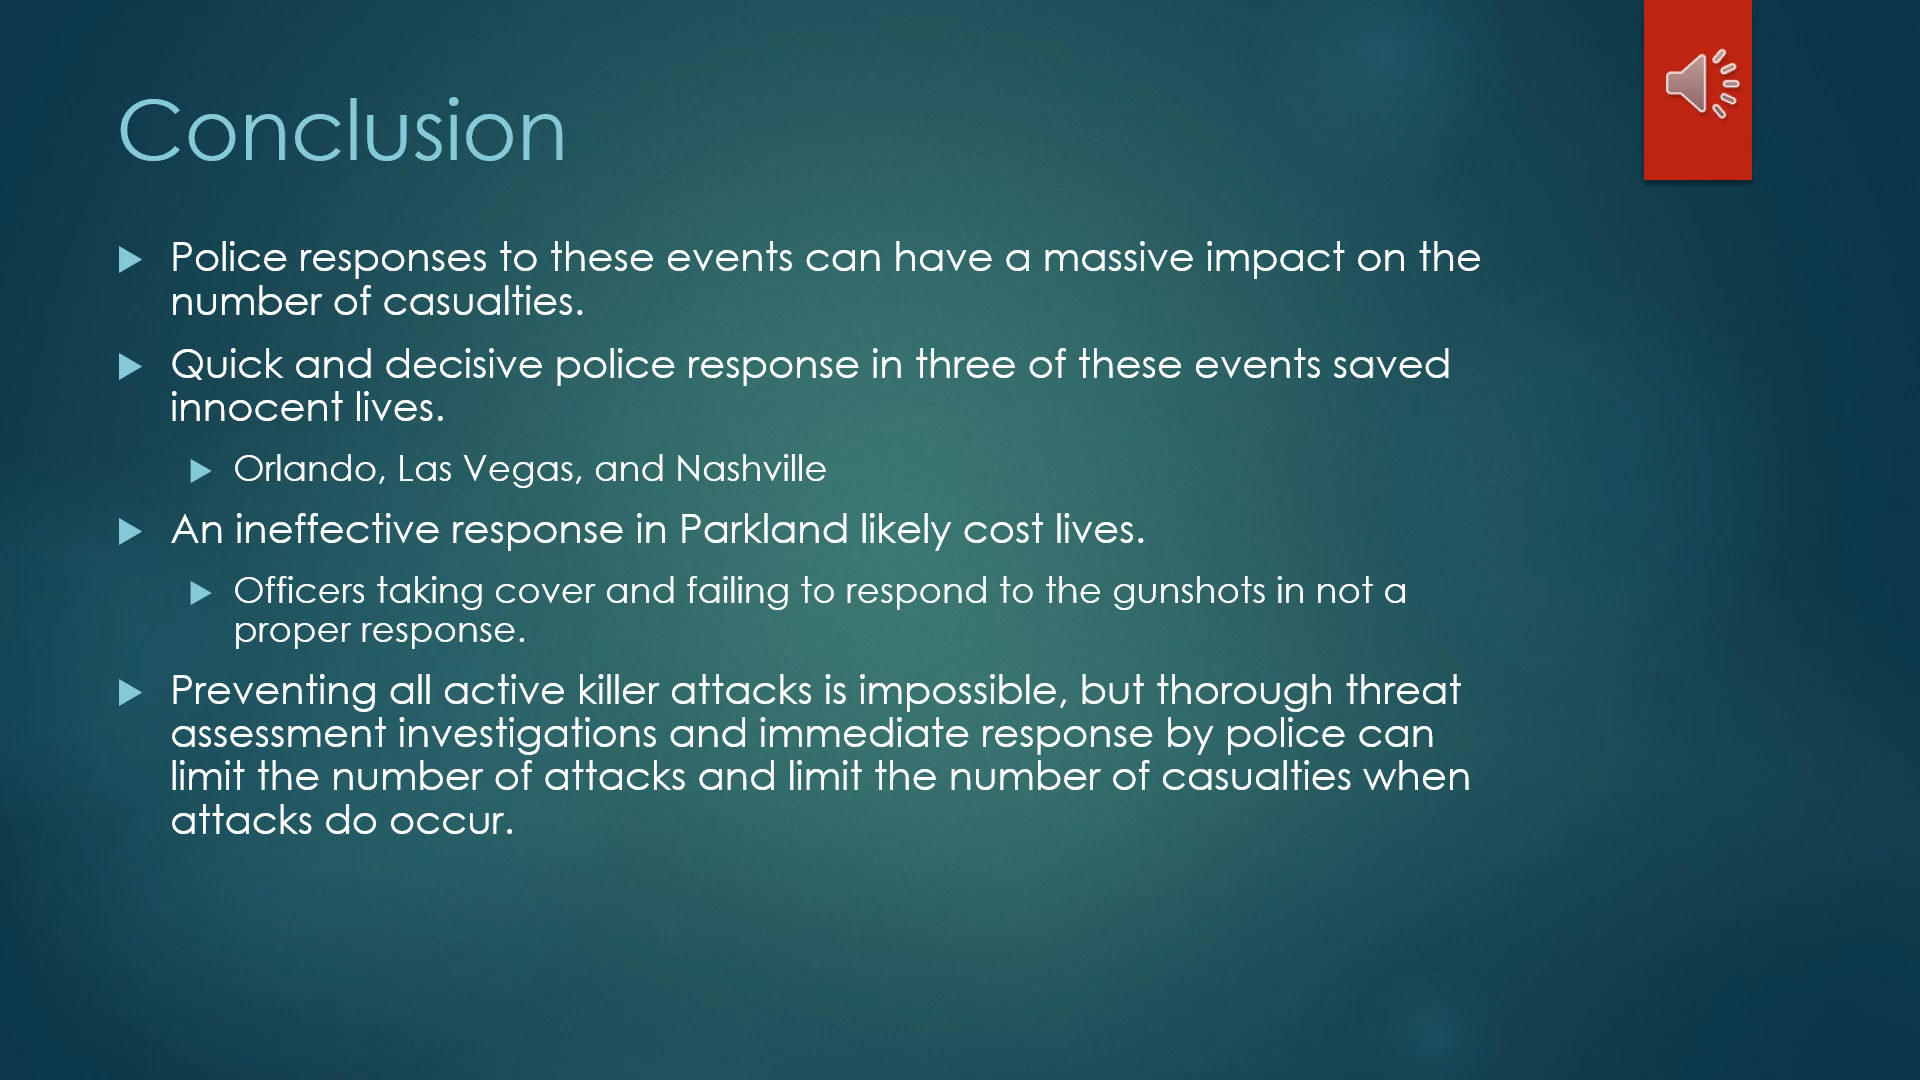 Conclusion
Police responses to these events can have a massive impact on the
number of casualties.
Quick and decisive police response in three of these events saved
innocent lives.
Orlando, Las Vegas, and Nashville
An ineffective response in Parkland likely cost lives.
Officers taking cover and failing to respond to the gunshots in not a
proper response.
Preventing all active killer attacks is impossible, but thorough threat
assessment investigations and immediate response by police can
limit the number of attacks and limit the number of casualties when
attacks do occur.